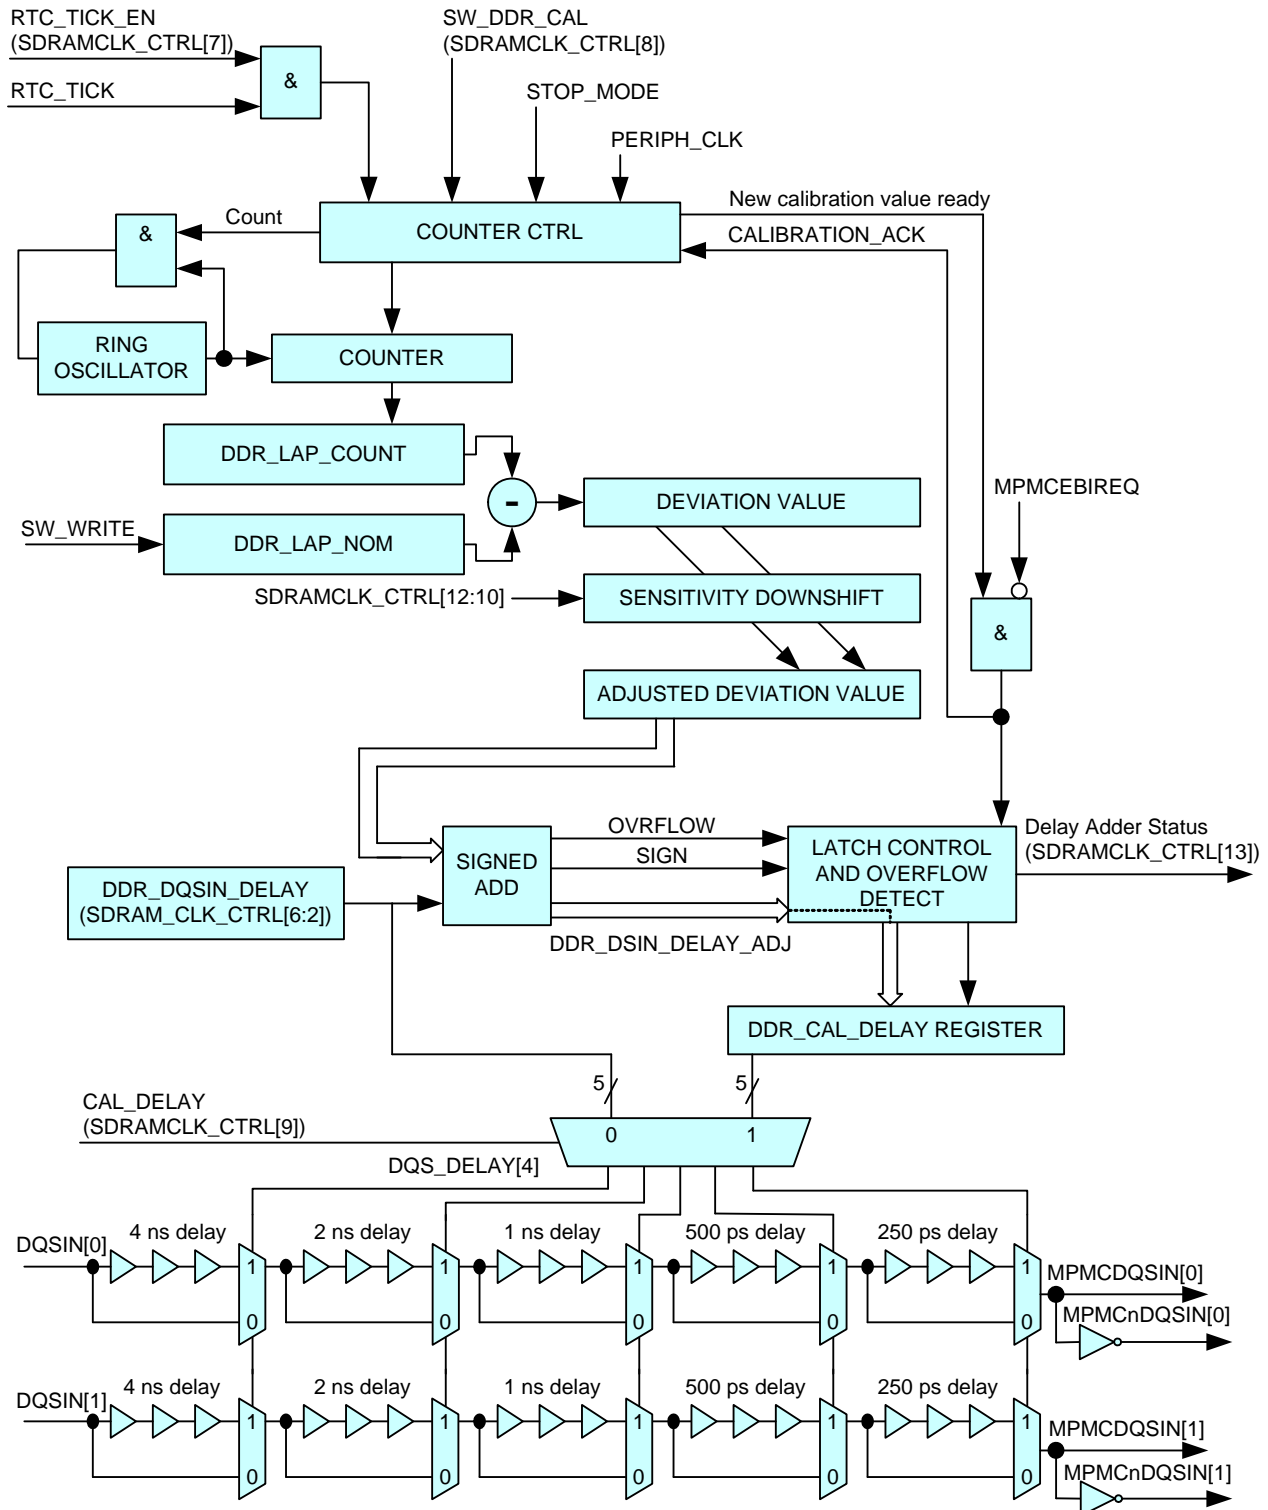 RTC_TICK_EN
(SDRAMCLK_CTRL[7])
SW_DDR_CAL
(SDRAMCLK_CTRL[8])
&
RTC_TICK
STOP_MODE
PERIPH_CLK
New calibration value ready
Count
&
COUNTER CTRL
CALIBRATION_ACK
RING
OSCILLATOR
COUNTER
DDR_LAP_COUNT
MPMCEBIREQ
-
DEVIATION VALUE
SW_WRITE
DDR_LAP_NOM
SDRAMCLK_CTRL[12:10]
SENSITIVITY DOWNSHIFT
&
ADJUSTED DEVIATION VALUE
OVRFLOW
Delay Adder Status
(SDRAMCLK_CTRL[13])
SIGNED
ADD
SIGN
LATCH CONTROL
AND OVERFLOW
DETECT
DDR_DQSIN_DELAY
(SDRAM_CLK_CTRL[6:2])
DDR_DSIN_DELAY_ADJ
DDR_CAL_DELAY REGISTER
5
5
CAL_DELAY
(SDRAMCLK_CTRL[9])
0
1
DQS_DELAY[4]
4 ns delay
2 ns delay
1 ns delay
500 ps delay
250 ps delay
DQSIN[0]
1
1
1
1
1
MPMCDQSIN[0]
MPMCnDQSIN[0]
0
0
0
0
0
4 ns delay
2 ns delay
1 ns delay
500 ps delay
250 ps delay
DQSIN[1]
1
1
1
1
1
MPMCDQSIN[1]
MPMCnDQSIN[1]
0
0
0
0
0